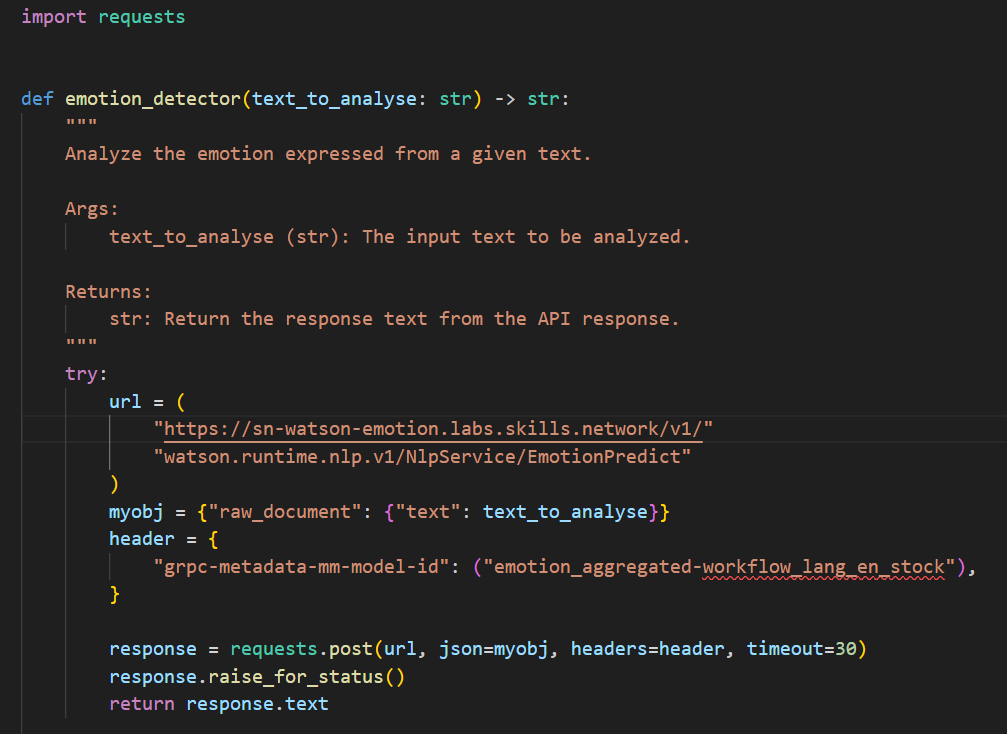 import requests
def emotion_detector(text_to_analyse: str) -> str:
"""
Analyze the emotion expressed from a given text.
Args:
text_to_analyse (str): The input text to be analyzed.
Returns:
str: Return the response text from the API response.
"""
try:
url = (
"https://sn-watson-emotion.labs.skills.network/v1/"
"watson.runtime.nlp.v1/NlpService/EmotionPredict"
)
myobj = {"raw_document": {"text": text_to_analyse}}
header = {
"grpc-metadata-mm-model-id": ("emotion_aggregated-workflow_lang_en_stock"),
}
response = requests.post(url, json=myobj, headers=header, timeout=30)
response.raise_for_status()
return response.text